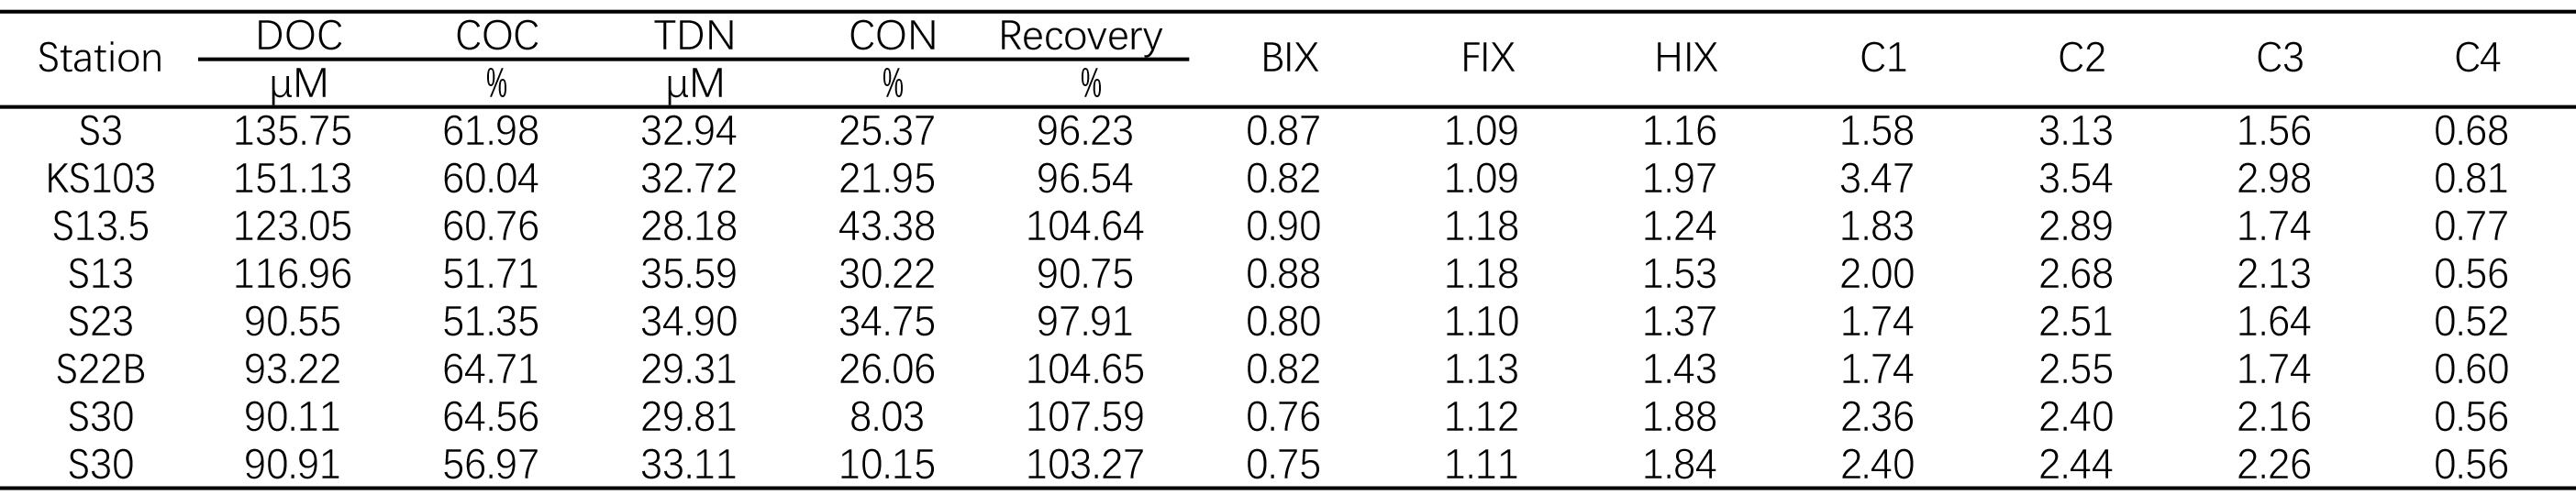 Station DOC COC TDN CON Recovery BIX FIX HIX C1 C2 C3 C4
μM % μM % %
S3 135.75 61.98 32.94 25.37 96.23 0.87 1.09 1.16 1.58 3.13 1.56 0.68
KS103 151.13 60.04 32.72 21.95 96.54 0.82 1.09 1.97 3.47 3.54 2.98 0.81
S13.5 123.05 60.76 28.18 43.38 104.64 0.90 1.18 1.24 1.83 2.89 1.74 0.77
S13 116.96 51.71 35.59 30.22 90.75 0.88 1.18 1.53 2.00 2.68 2.13 0.56
S23 90.55 51.35 34.90 34.75 97.91 0.80 1.10 1.37 1.74 2.51 1.64 0.52
S22B 93.22 64.71 29.31 26.06 104.65 0.82 1.13 1.43 1.74 2.55 1.74 0.60
S30 90.11 64.56 29.81 8.03 107.59 0.76 1.12 1.88 2.36 2.40 2.16 0.56
S30 90.91 56.97 33.11 10.15 103.27 0.75 1.11 1.84 2.40 2.44 2.26 0.56